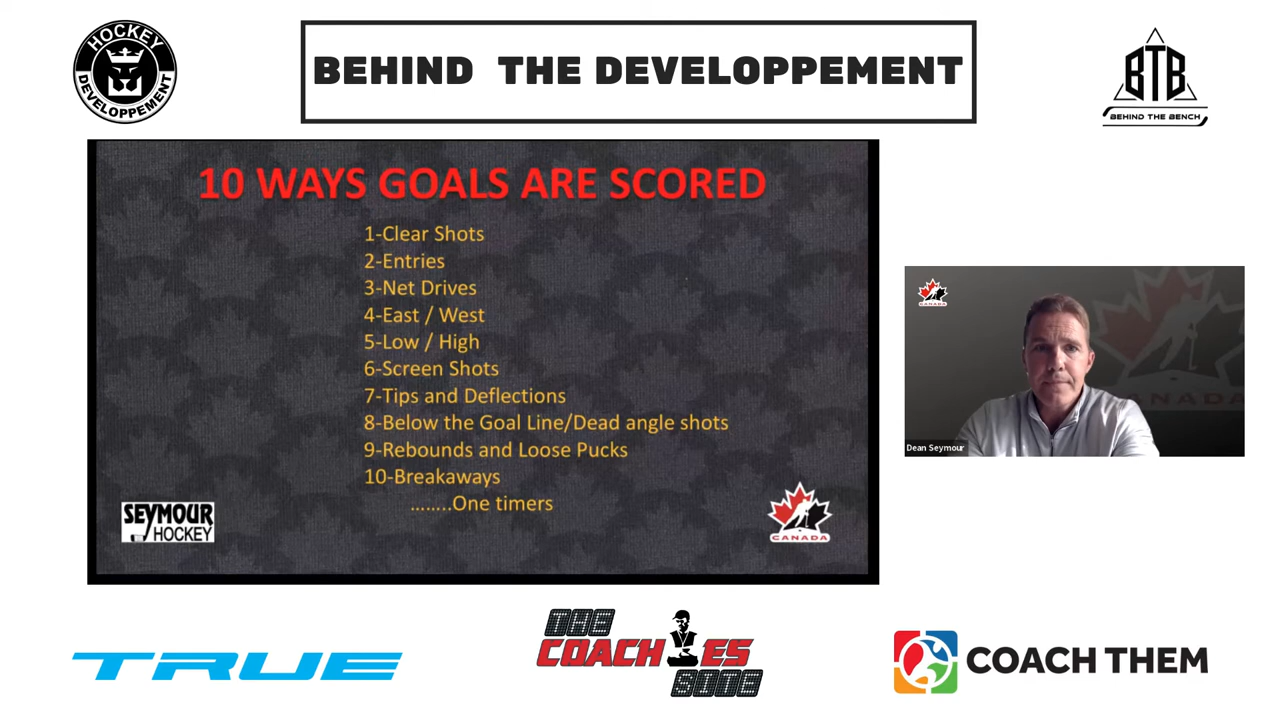 HOCKEY
DEVELOPPEMENT
BEHIND THE DEVELOPPEMENT
BTB
BEHIND THE BENCH
10 WAYS GOALS ARE SCORED
1-Clear Shots
2-Entries
3-Net Drives
4-East / West
5-Low / High
6-Screen Shots
7-Tips and Deflections
8-Below the Goal Line/Dead angle shots
9-Rebounds and Loose Pucks
10-Breakaways
........One timers
SEYMOUR
HOCKEY
CANADA
CANADA
CANADA
Dean Seymour
TRUE
THE
COACHES
SITE
COACH THEM